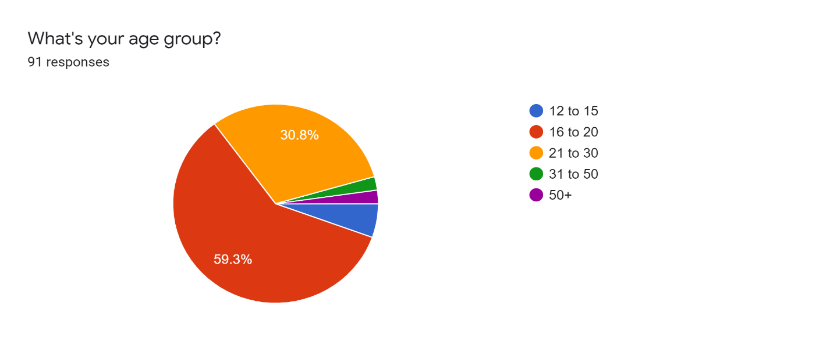 What's your age group?
91 responses
30.8%
59.3%
12 to 15
16 to 20
21 to 30
31 to 50
50+